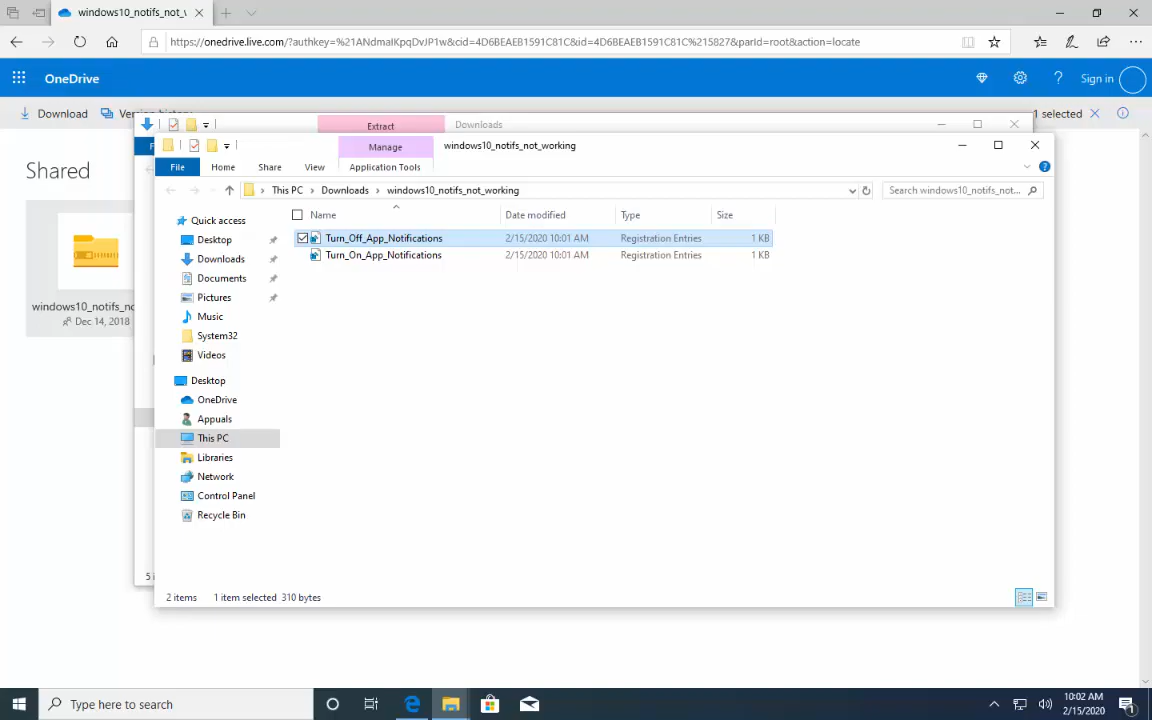 windows10_notifs_not_
https://onedrive.live.com/?authkey=%21ANdmaIKpqDvJP1w&cid=4D6BEAEB1591C81C&id=4D6BEAEB1591C81C%215827&parId=root&action=locate
OneDrive
? Sign in
Download
1 selected
Extract Downloads
Manage windows10_notifs_not_working
File Home Share View Application Tools
This PC > Downloads > windows10_notifs_not_working
Search windows10_notifs_not...
Shared
windows10_notifs_no
Dec 14, 2018
Name Date modified Type Size
Turn_Off_App_Notifications 2/15/2020 10:01 AM Registration Entries 1 KB
Turn_On_App_Notifications 2/15/2020 10:01 AM Registration Entries 1 KB
Quick access
Desktop
Downloads
Documents
Pictures
Music
System32
Videos
Desktop
OneDrive
Appuals
This PC
Libraries
Network
Control Panel
Recycle Bin
2 items 1 item selected 310 bytes
Type here to search
10:02 AM
2/15/2020
1